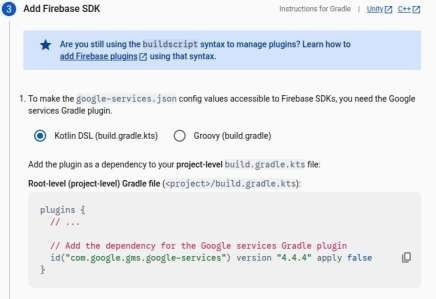 3 Add Firebase SDK
Instructions for Gradle | Unity C++
Are you still using the buildscript syntax to manage plugins? Learn how to
add Firebase plugins using that syntax.
1. To make the google-services.json config values accessible to Firebase SDKs, you need the Google
services Gradle plugin.
Kotlin DSL (build.gradle.kts) Groovy (build.gradle)
Add the plugin as a dependency to your project-level build.gradle.kts file:
Root-level (project-level) Gradle file (<project>/build.gradle.kts):
plugins {
// ...
// Add the dependency for the Google services Gradle plugin
id("com.google.gms.google-services") version "4.4.4" apply false
}